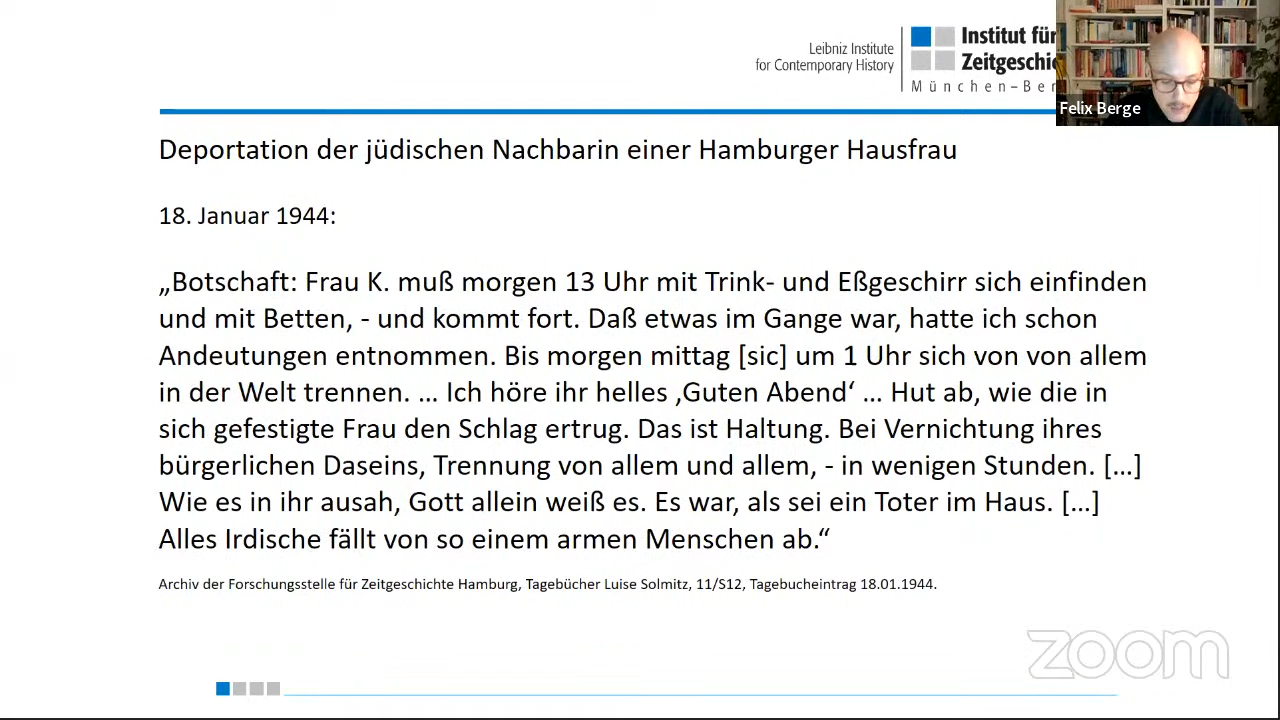 Leibniz Institute
for Contemporary History
Institut für
Zeitgeschic
München–Ber
Felix Berge
Deportation der jüdischen Nachbarin einer Hamburger Hausfrau
18. Januar 1944:
„Botschaft: Frau K. muß morgen 13 Uhr mit Trink- und Eßgeschirr sich einfinden
und mit Betten, - und kommt fort. Daß etwas im Gange war, hatte ich schon
Andeutungen entnommen. Bis morgen mittag [sic] um 1 Uhr sich von von allem
in der Welt trennen. ... Ich höre ihr helles ‚Guten Abend‘ ... Hut ab, wie die in
sich gefestigte Frau den Schlag ertrug. Das ist Haltung. Bei Vernichtung ihres
bürgerlichen Daseins, Trennung von allem und allem, - in wenigen Stunden. [...]
Wie es in ihr ausah, Gott allein weiß es. Es war, als sei ein Toter im Haus. [...]
Alles Irdische fällt von so einem armen Menschen ab.“
Archiv der Forschungsstelle für Zeitgeschichte Hamburg, Tagebücher Luise Solmitz, 11/S12, Tagebucheintrag 18.01.1944.
zoom